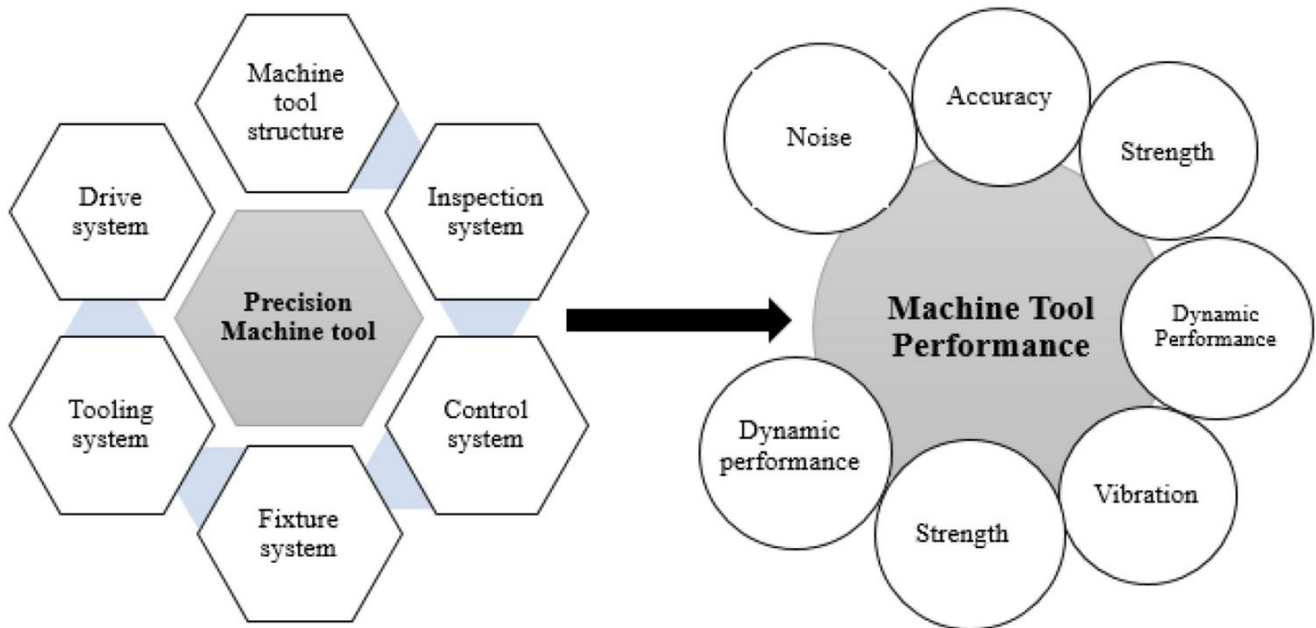 Machine
tool
structure
Drive
system
Inspection
system
Precision
Machine tool
Tooling
system
Control
system
Fixture
system
Noise
Accuracy
Strength
Machine Tool
Performance
Dynamic
Performance
Dynamic
performance
Strength
Vibration